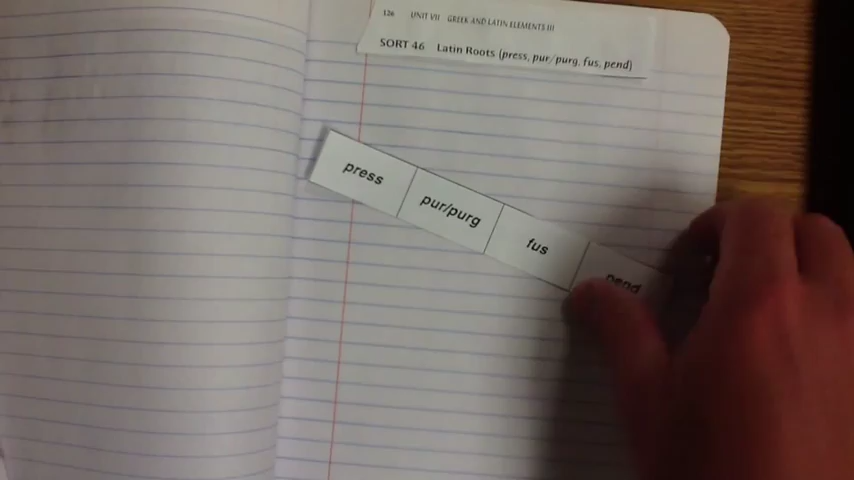 126 UNIT VII GREEK AND LATIN ELEMENTS III
SORT 46 Latin Roots (press, pur/purg, fus, pend)
press
pur/purg
fus
pend